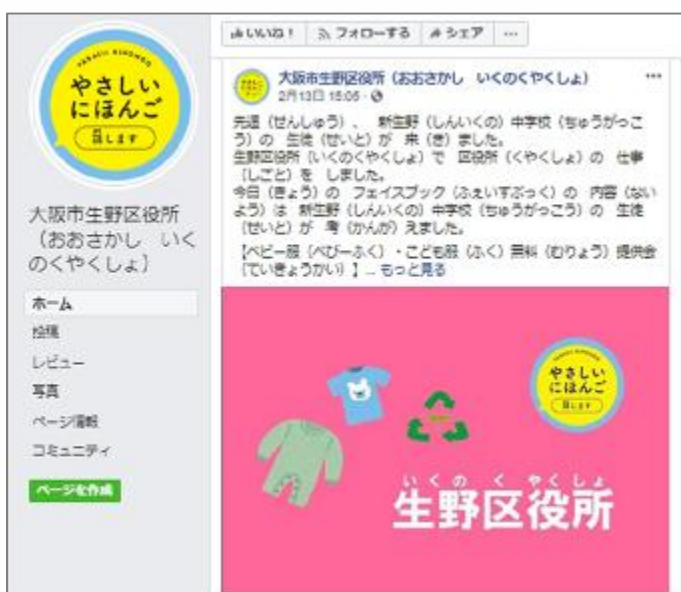 YASASII NIHONGO
やさしい
にほんご
話します
大阪市生野区役所
（おおさかし　いく
のくやくしょ）
ホーム
投稿
レビュー
写真
ページ情報
コミュニティ
ページを作成
いいね！　フォローする　シェア　…
大阪市生野区役所（おおさかし　いくのくやくしょ）
2月13日 15:05
先週（せんしゅう）、　新生野（しんいくの）中学校（ちゅうがっこ
う）の　生徒（せいと）が　来（き）ました。
生野区役所（いくのくやくしょ）で　区役所（くやくしょ）の　仕事
（しごと）を　しました。
今日（きょう）の　フェイスブック（ふぇいすぶっく）の　内容（ない
よう）は　新生野（しんいくの）中学校（ちゅうがっこう）の　生徒
（せいと）が　考（かんが）えました。
【ベビー服（べびーふく）・こども服（ふく）無料（むりょう）提供会
（ていきょうかい）】... もっと見る
やさしい
にほんご
話します
いくのくやくしょ
生野区役所